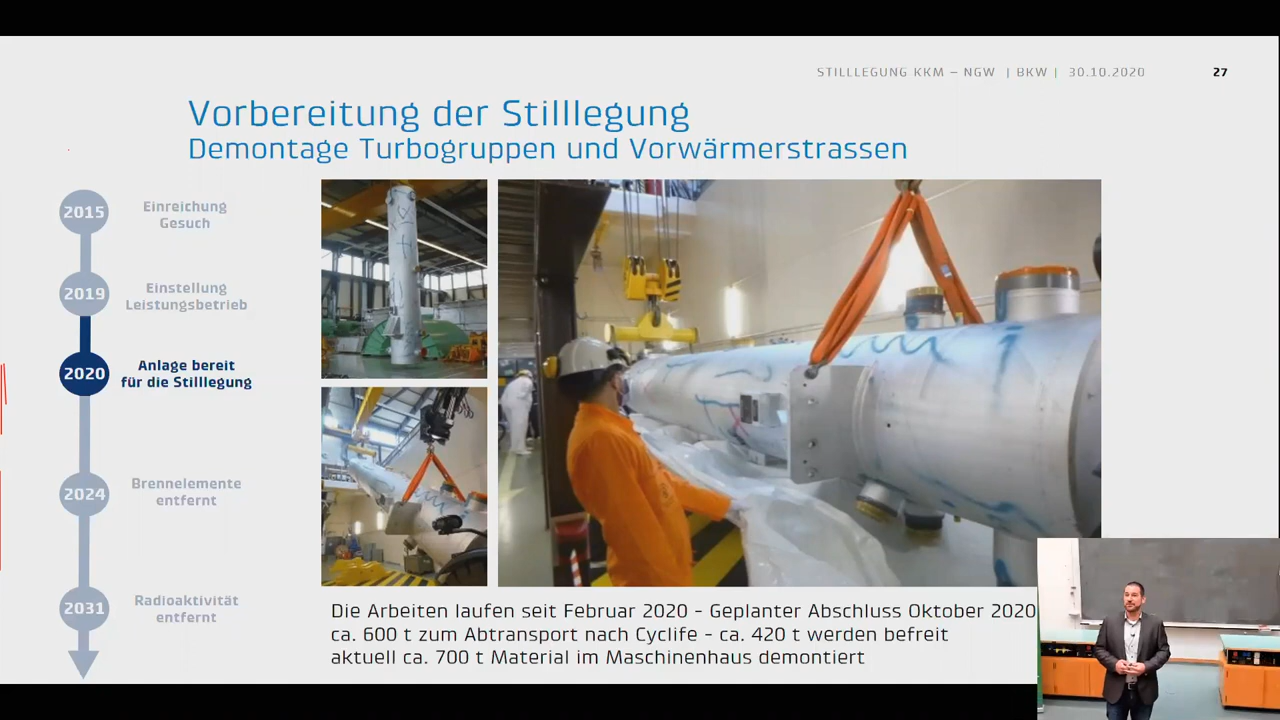 STILLLEGUNG KKM – NGW | BKW | 30.10.2020 27
Vorbereitung der Stilllegung
Demontage Turbogruppen und Vorwärmerstrassen
2015 Einreichung
Gesuch
2019 Einstellung
Leistungsbetrieb
2020 Anlage bereit
für die Stilllegung
2024 Brennelemente
entfernt
2031 Radioaktivität
entfernt
Die Arbeiten laufen seit Februar 2020 – Geplanter Abschluss Oktober 2020
ca. 600 t zum Abtransport nach Cyclife – ca. 420 t werden befreit
aktuell ca. 700 t Material im Maschinenhaus demontiert